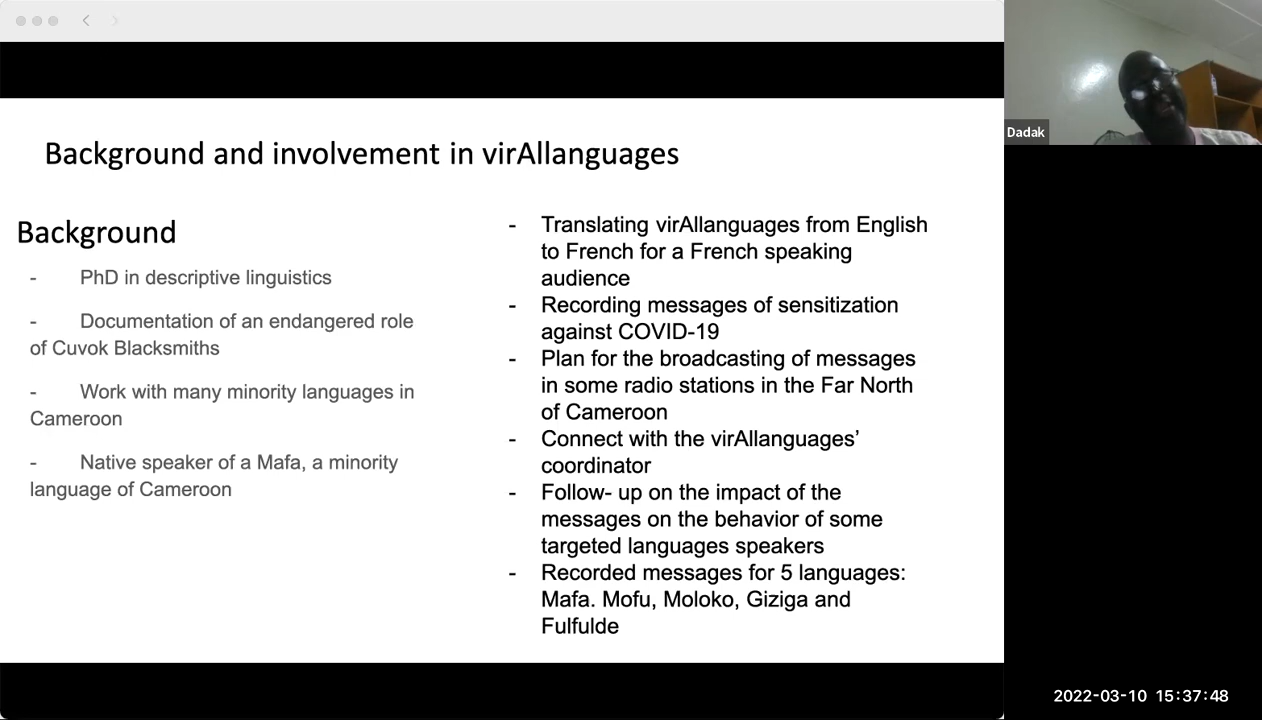 Background and involvement in virAllanguages
Background
- PhD in descriptive linguistics
- Documentation of an endangered role
of Cuvok Blacksmiths
- Work with many minority languages in
Cameroon
- Native speaker of a Mafa, a minority
language of Cameroon
- Translating virAllanguages from English
to French for a French speaking
audience
- Recording messages of sensitization
against COVID-19
- Plan for the broadcasting of messages
in some radio stations in the Far North
of Cameroon
- Connect with the virAllanguages’
coordinator
- Follow- up on the impact of the
messages on the behavior of some
targeted languages speakers
- Recorded messages for 5 languages:
Mafa. Mofu, Moloko, Giziga and
Fulfulde
Dadak
2022-03-10 15:37:48